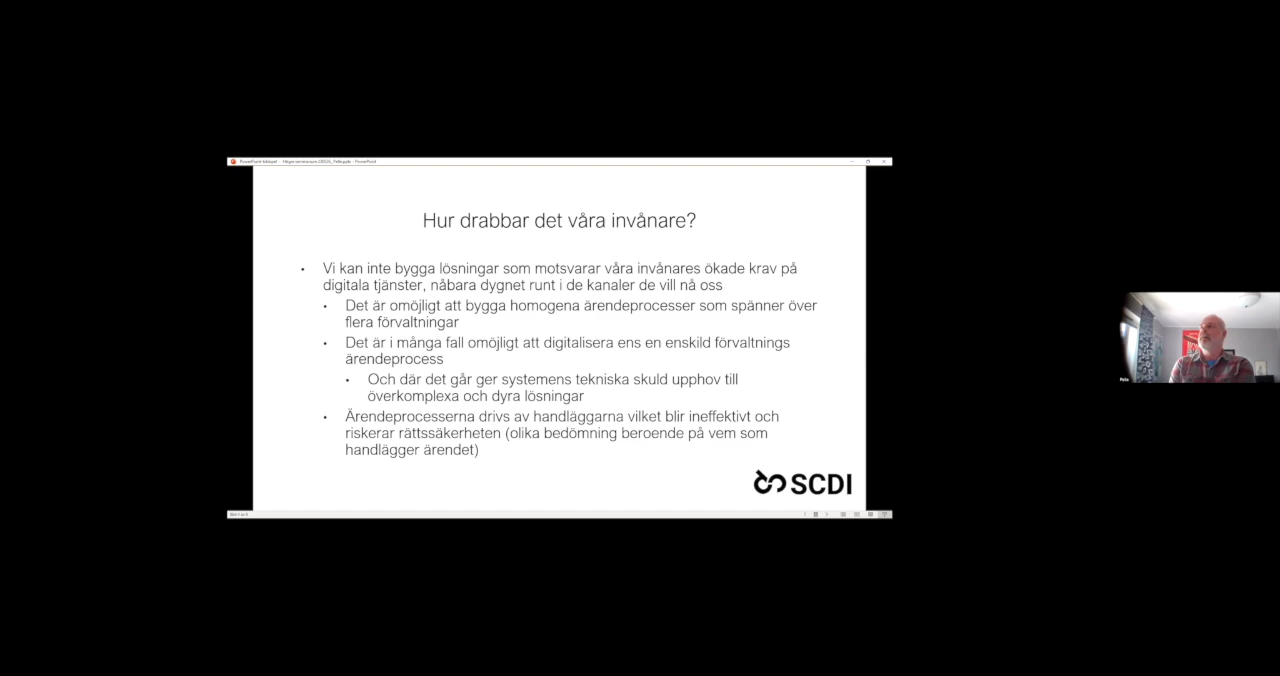 Hur drabbar det våra invånare?
• Vi kan inte bygga lösningar som motsvarar våra invånares ökade krav på
digitala tjänster, nåbara dygnet runt i de kanaler de vill nå oss
• Det är omöjligt att bygga homogena ärendeprocesser som spänner över
flera förvaltningar
• Det är i många fall omöjligt att digitalisera ens en enskild förvaltnings
ärendeprocess
• Och där det går ger systemens tekniska skuld upphov till
överkomplexa och dyra lösningar
• Ärendeprocesserna drivs av handläggarna vilket blir ineffektivt och
riskerar rättssäkerheten (olika bedömning beroende på vem som
handlägger ärendet)
SCDI
Pelle